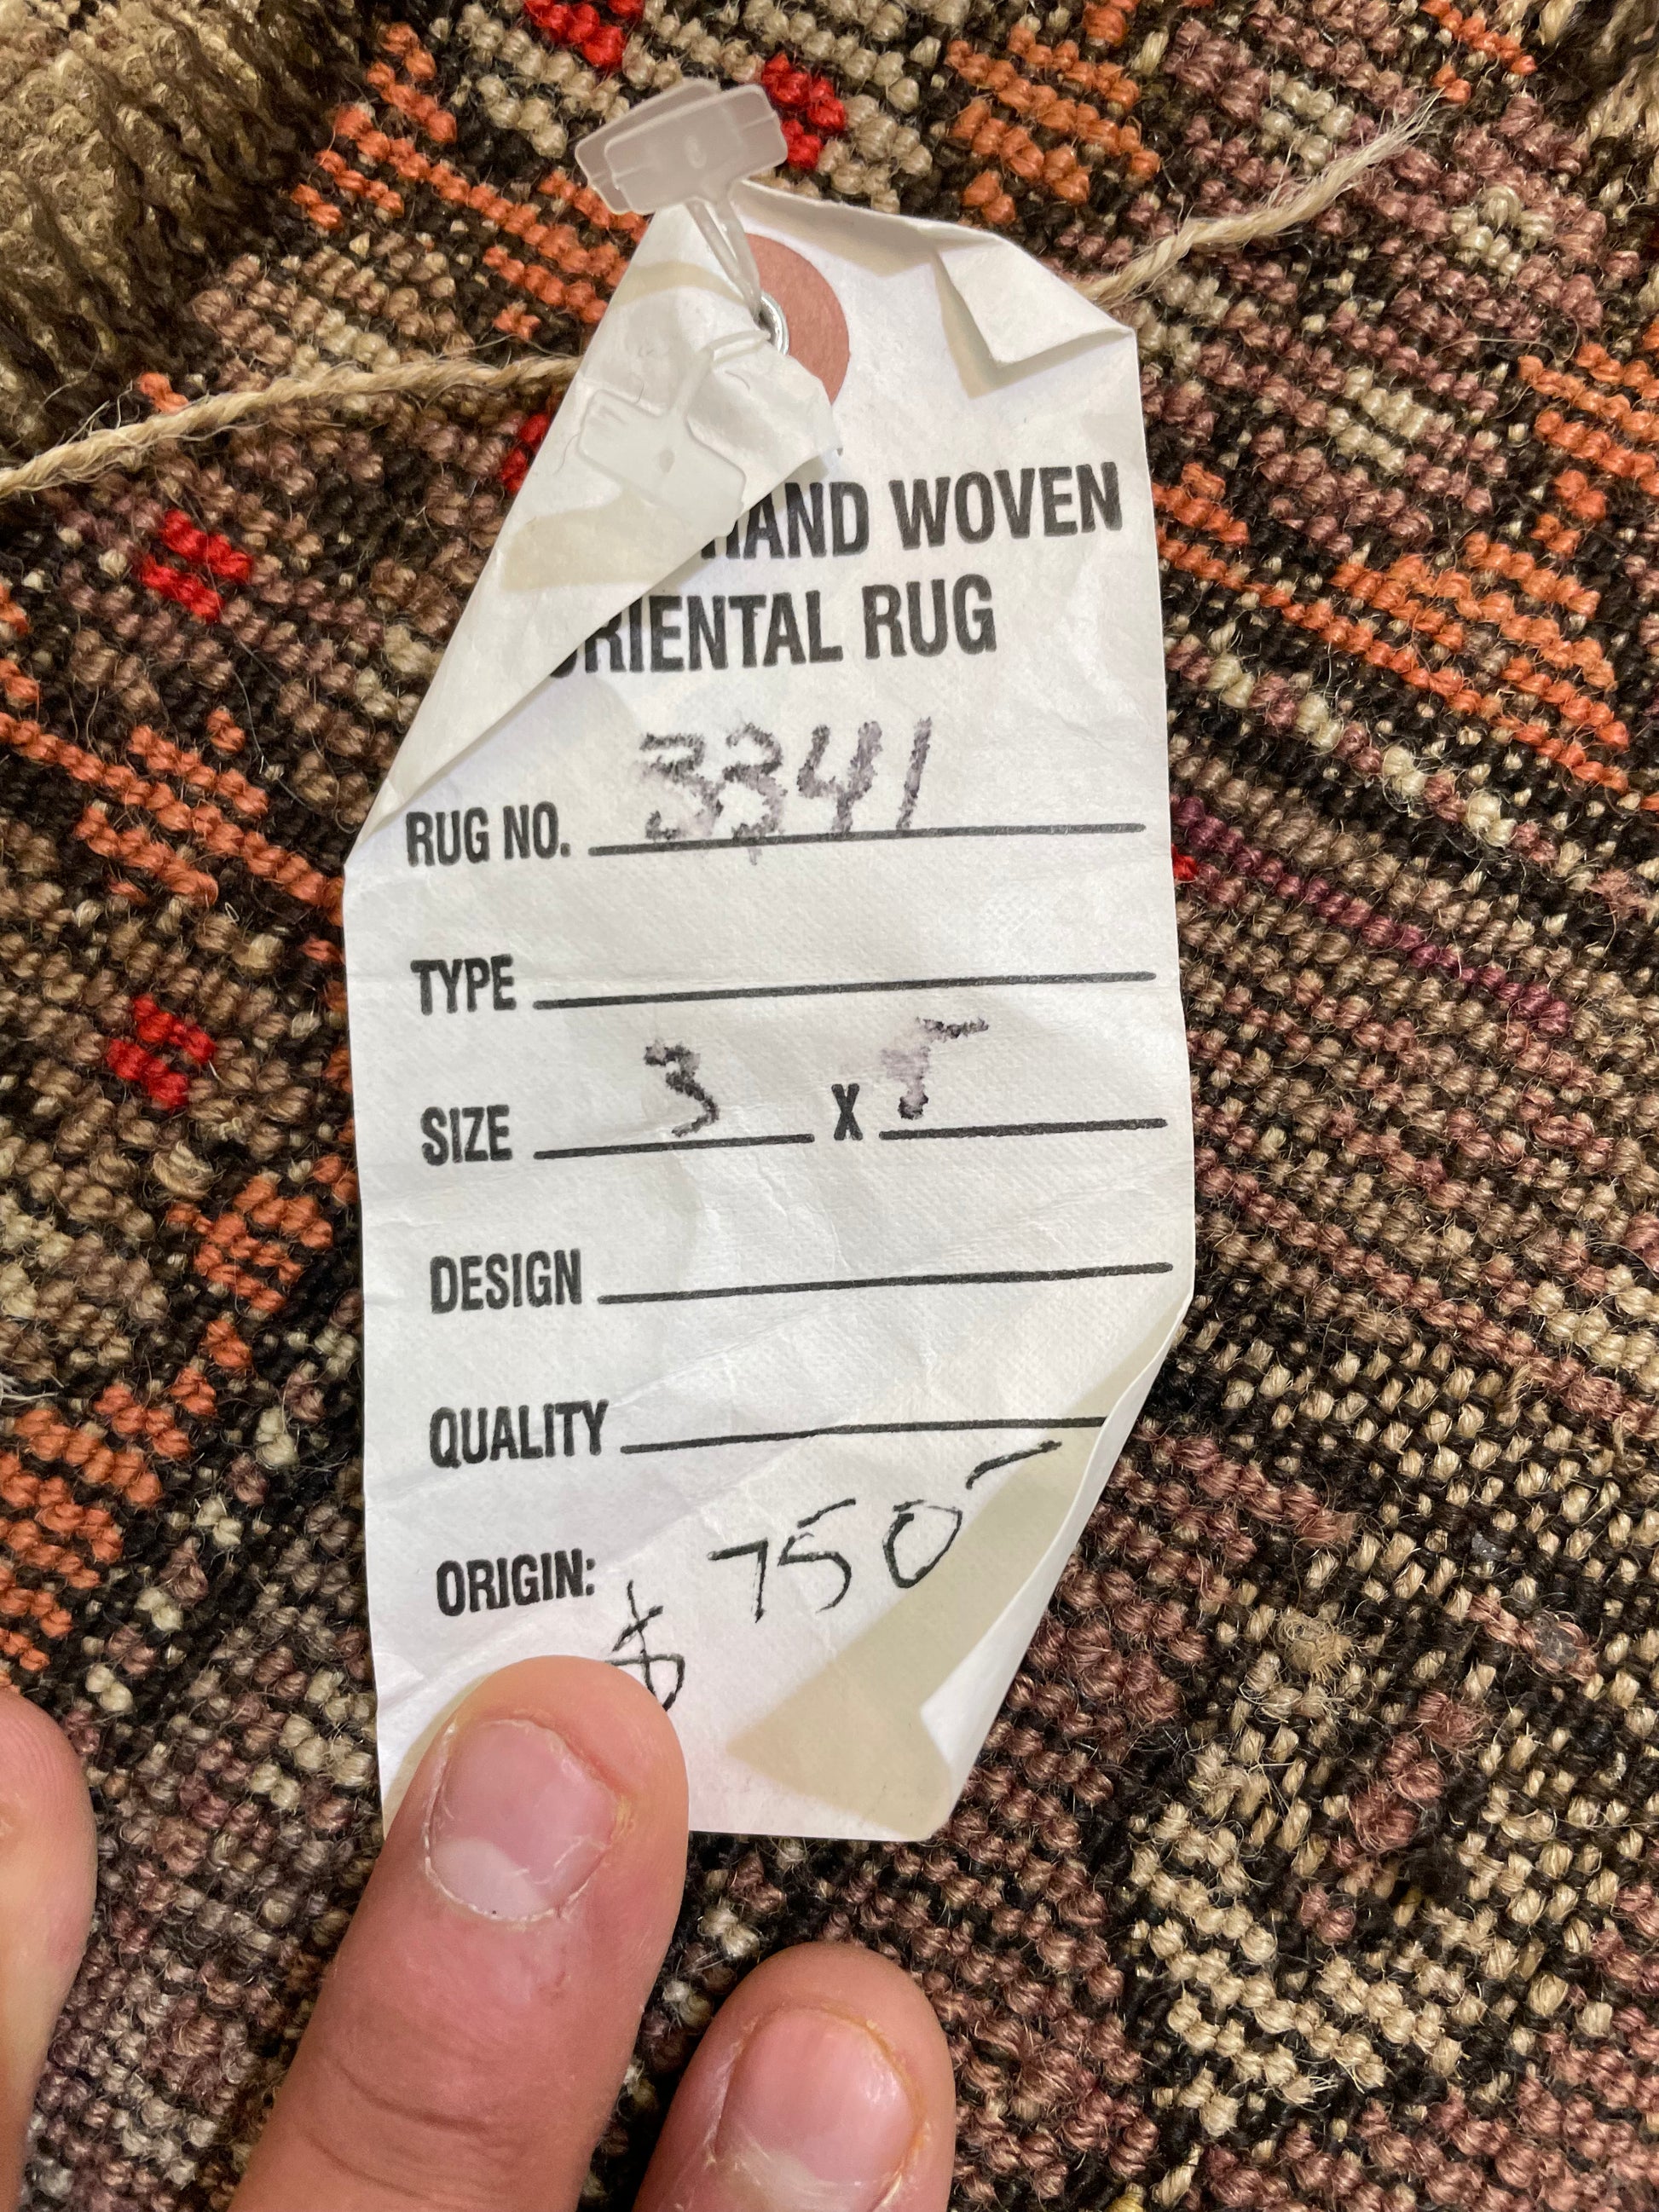 HAND WOVEN
ORIENTAL RUG
RUG NO. 3341
TYPE
SIZE 3 X 5
DESIGN
QUALITY
ORIGIN: $ 750-